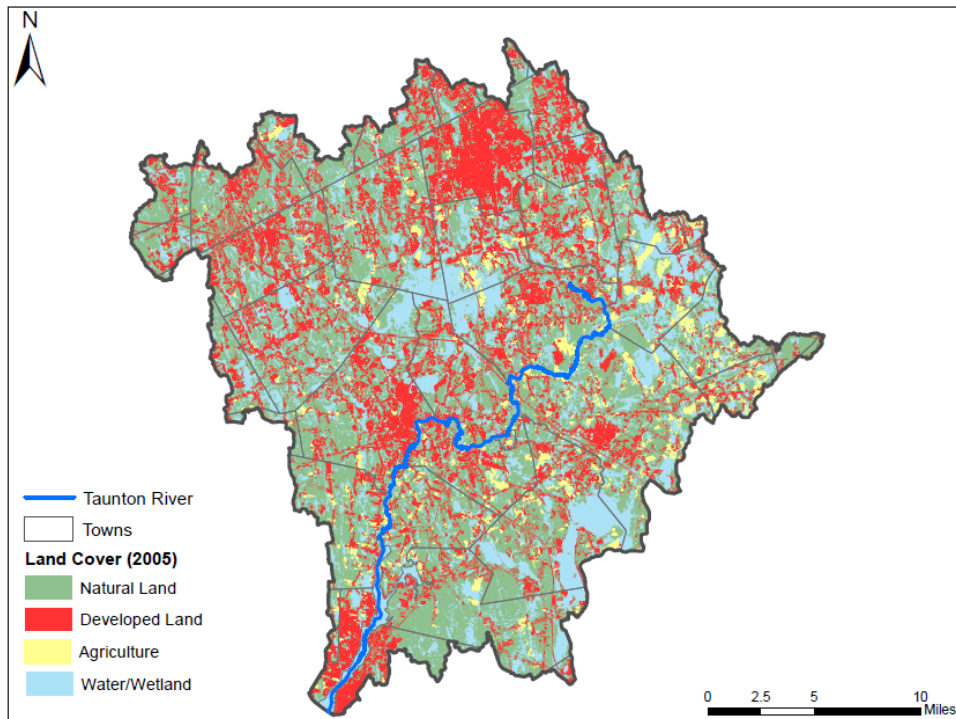 N
Taunton River
Towns
Land Cover (2005)
Natural Land
Developed Land
Agriculture
Water/Wetland
0 2.5 5 10
Miles